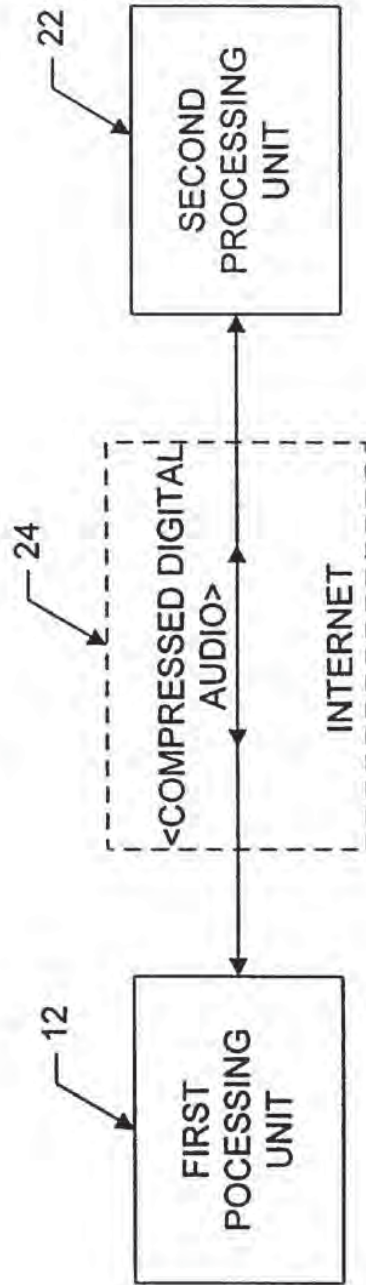 12
FIRST
POCESSING
UNIT
24
<COMPRESSED DIGITAL
AUDIO>
INTERNET
22
SECOND
PROCESSING
UNIT